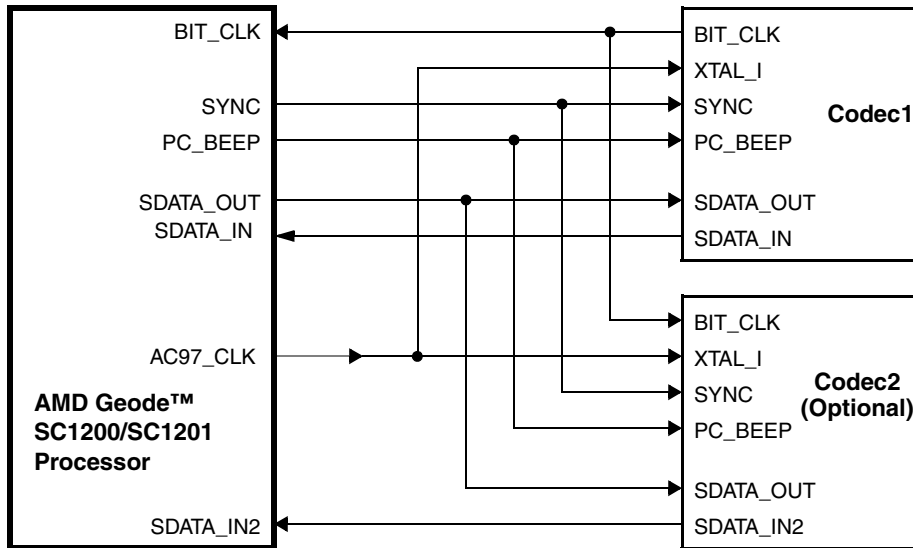 BIT_CLK
SYNC
PC_BEEP
SDATA_OUT
SDATA_IN
AC97_CLK
AMD Geode™
SC1200/SC1201
Processor
SDATA_IN2
BIT_CLK
XTAL_I
SYNC
Codec1
PC_BEEP
SDATA_OUT
SDATA_IN
BIT_CLK
XTAL_I
Codec2
SYNC
(Optional)
PC_BEEP
SDATA_OUT
SDATA_IN2